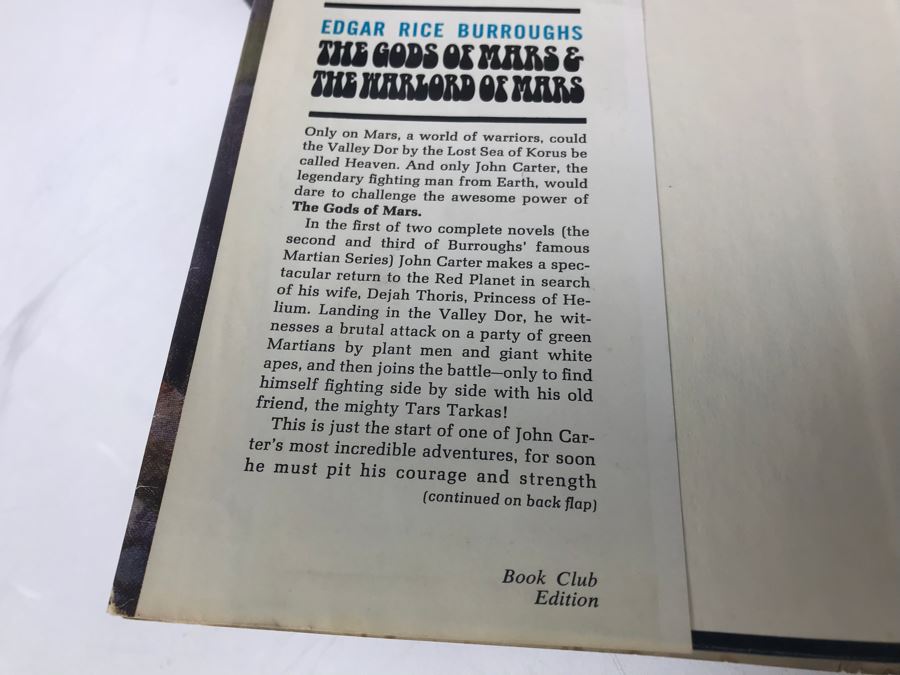 EDGAR RICE BURROUGHS
THE GODS OF MARS &
THE WARLORD OF MARS
Only on Mars, a world of warriors, could
the Valley Dor by the Lost Sea of Korus be
called Heaven. And only John Carter, the
legendary fighting man from Earth, would
dare to challenge the awesome power of
The Gods of Mars.
In the first of two complete novels (the
second and third of Burroughs' famous
Martian Series) John Carter makes a spec-
tacular return to the Red Planet in search
of his wife, Dejah Thoris, Princess of He-
lium. Landing in the Valley Dor, he wit-
nesses a brutal attack on a party of green
Martians by plant men and giant white
apes, and then joins the battle—only to find
himself fighting side by side with his old
friend, the mighty Tars Tarkas!
This is just the start of one of John Car-
ter's most incredible adventures, for soon
he must pit his courage and strength
(continued on back flap)
Book Club
Edition